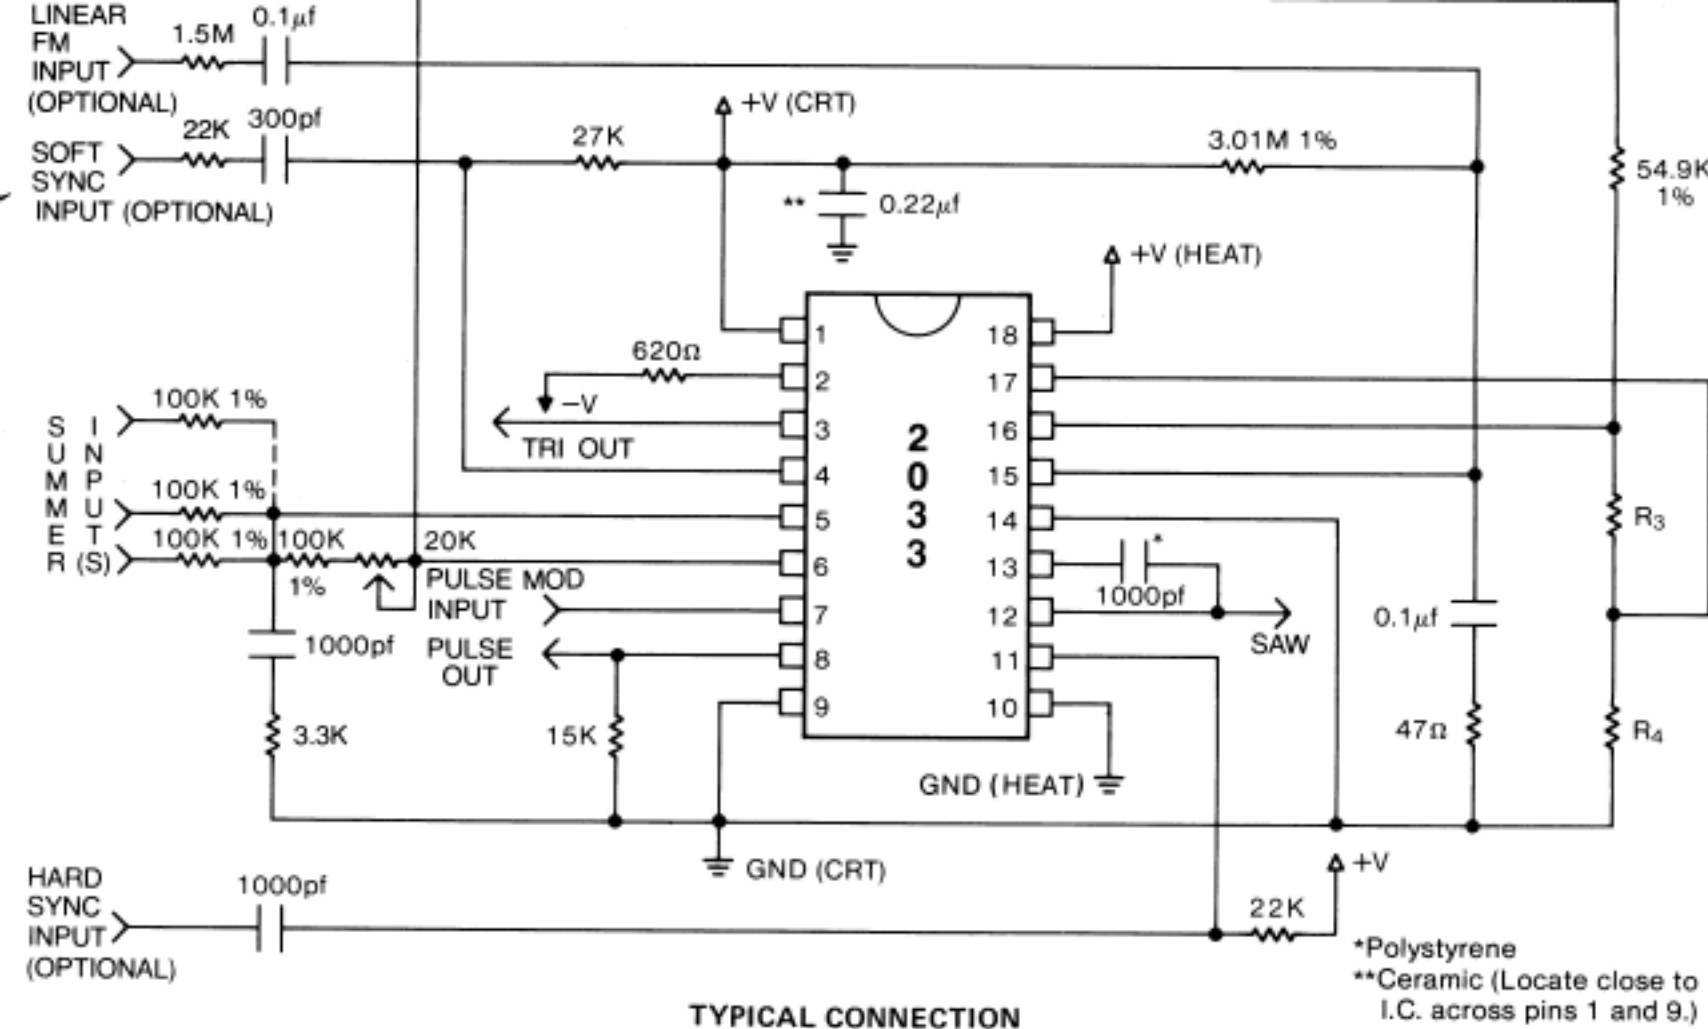 LINEAR
FM
INPUT
(OPTIONAL)
1.5M
0.1µf
SOFT
SYNC
INPUT (OPTIONAL)
22K
300pf
27K
+V (CRT)
3.01M 1%
54.9K
1%
** 0.22µf
+V (HEAT)
620Ω
–V
TRI OUT
SUMMER
INPUT(S)
100K 1%
100K 1%
100K 1%
100K
1%
20K
PULSE MOD
INPUT
PULSE
OUT
1000pf
3.3K
15K
1
2
3
4
5
6
7
8
9
2033
18
17
16
15
14
13
12
11
10
*
1000pf
SAW
0.1µf
47Ω
R3
R4
GND (HEAT)
GND (CRT)
HARD
SYNC
INPUT
(OPTIONAL)
1000pf
+V
22K
*Polystyrene
**Ceramic (Locate close to
I.C. across pins 1 and 9.)
TYPICAL CONNECTION